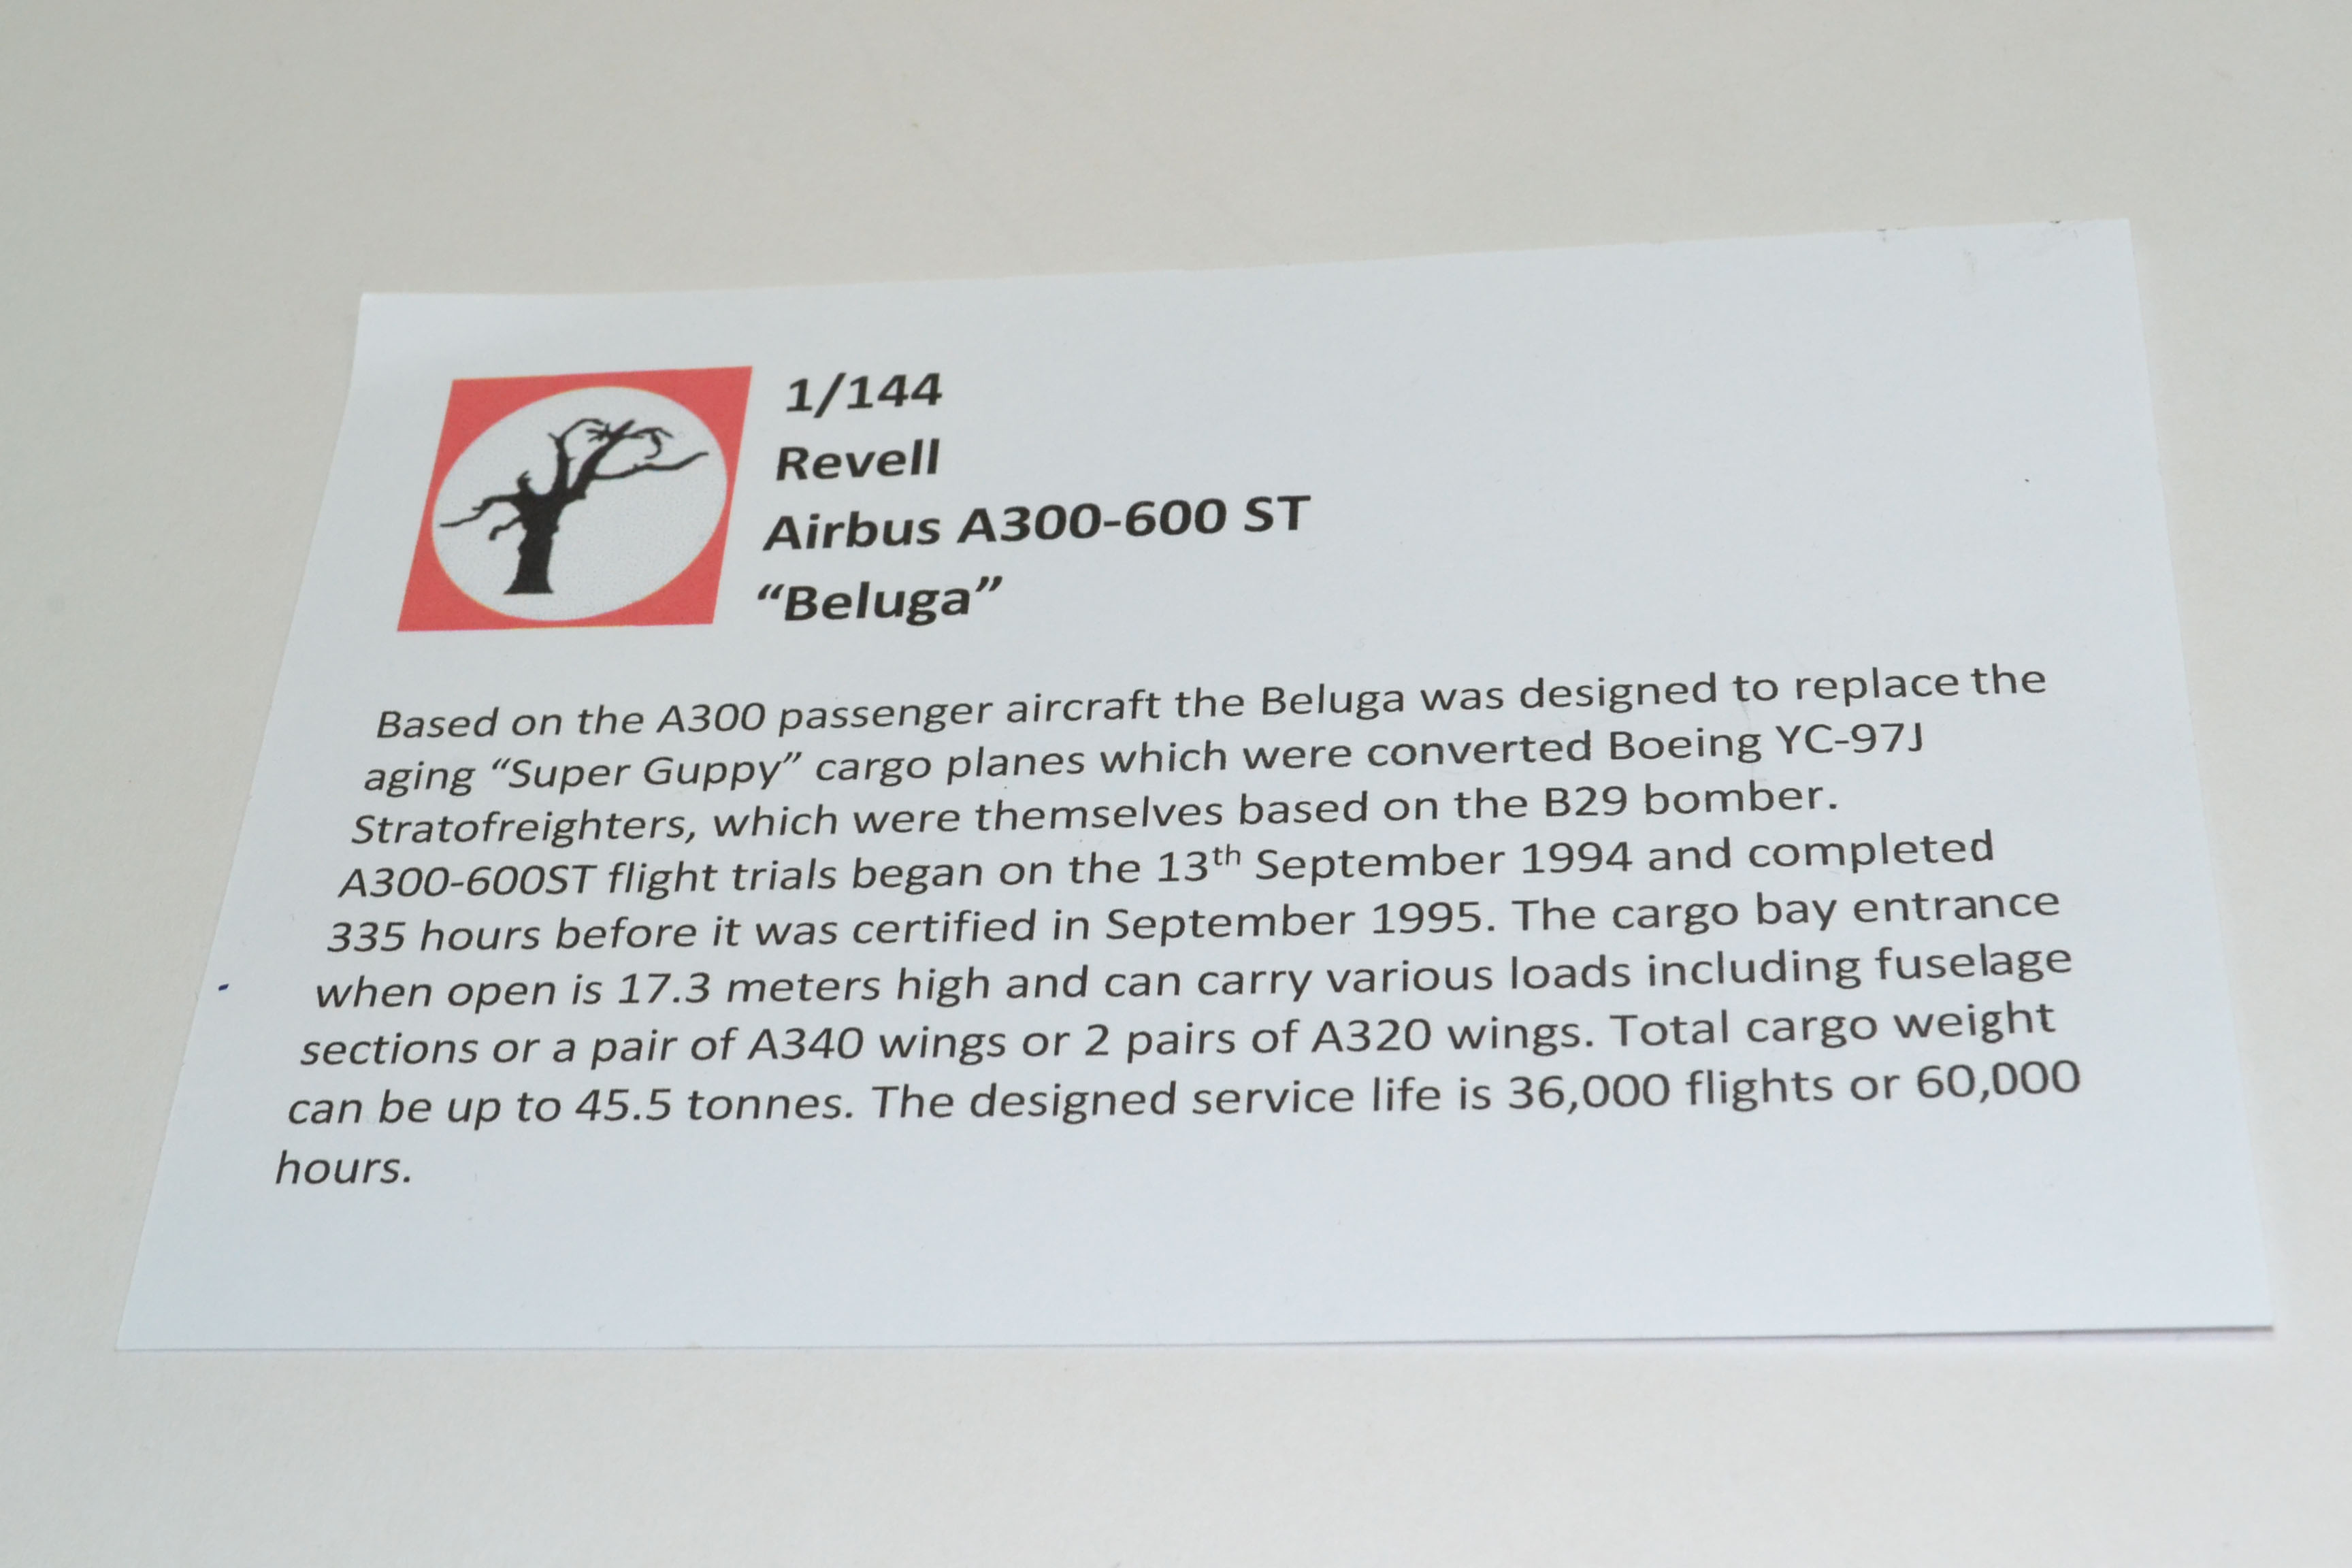 1/144
Revell
Airbus A300-600 ST
“Beluga”
Based on the A300 passenger aircraft the Beluga was designed to replace the
aging “Super Guppy” cargo planes which were converted Boeing YC-97J
Stratofreighters, which were themselves based on the B29 bomber.
A300-600ST flight trials began on the 13th September 1994 and completed
335 hours before it was certified in September 1995. The cargo bay entrance
when open is 17.3 meters high and can carry various loads including fuselage
sections or a pair of A340 wings or 2 pairs of A320 wings. Total cargo weight
can be up to 45.5 tonnes. The designed service life is 36,000 flights or 60,000
hours.